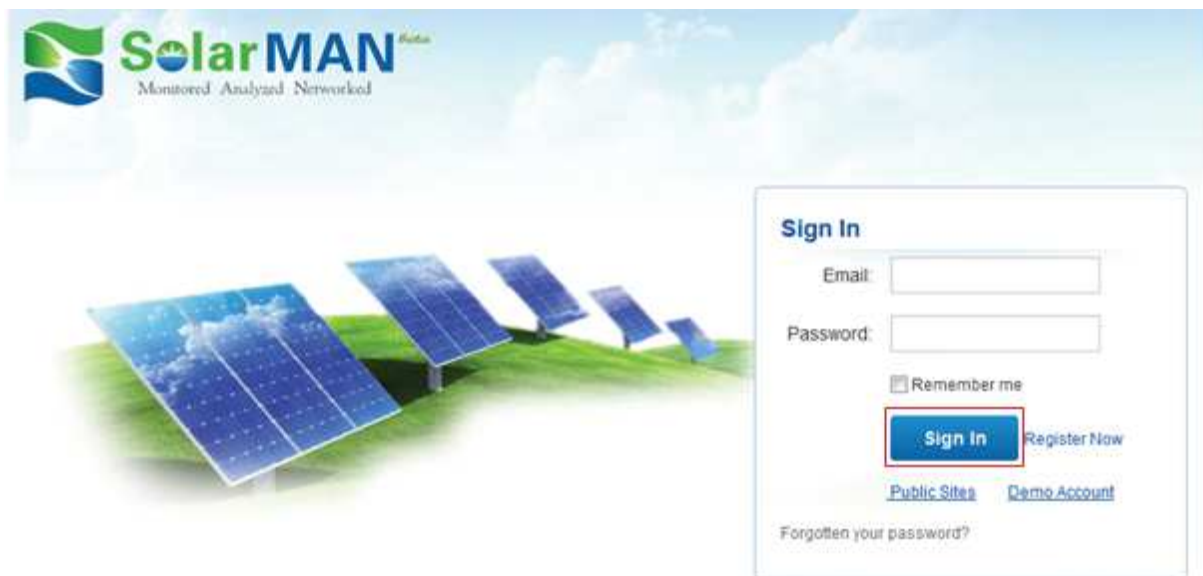 SolarMAN Beta
Monitored Analyzed Networked
Sign In
Email:
Password:
Remember me
Sign In Register Now
Public Sites Demo Account
Forgotten your password?